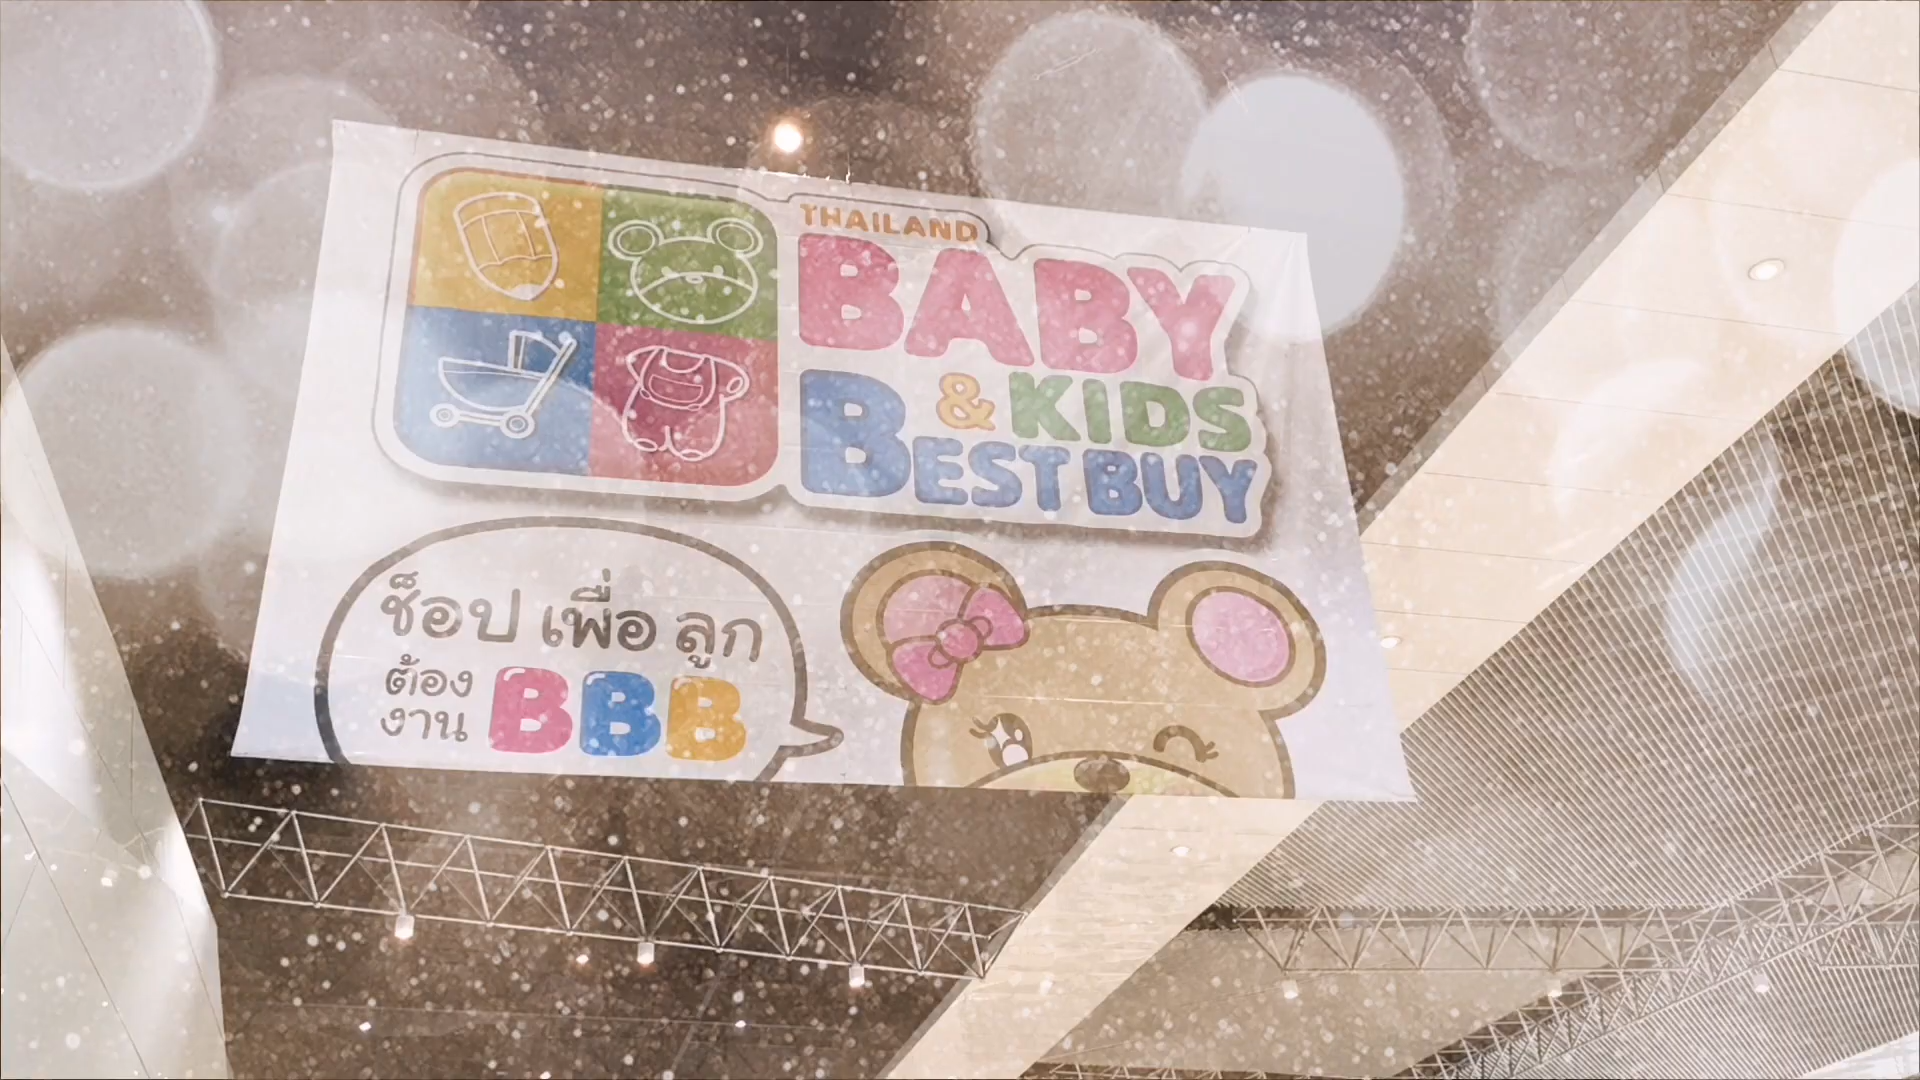 THAILAND
BABY
& KIDS
BEST BUY
ช็อป เพื่อ ลูก
ต้อง
งาน BBB